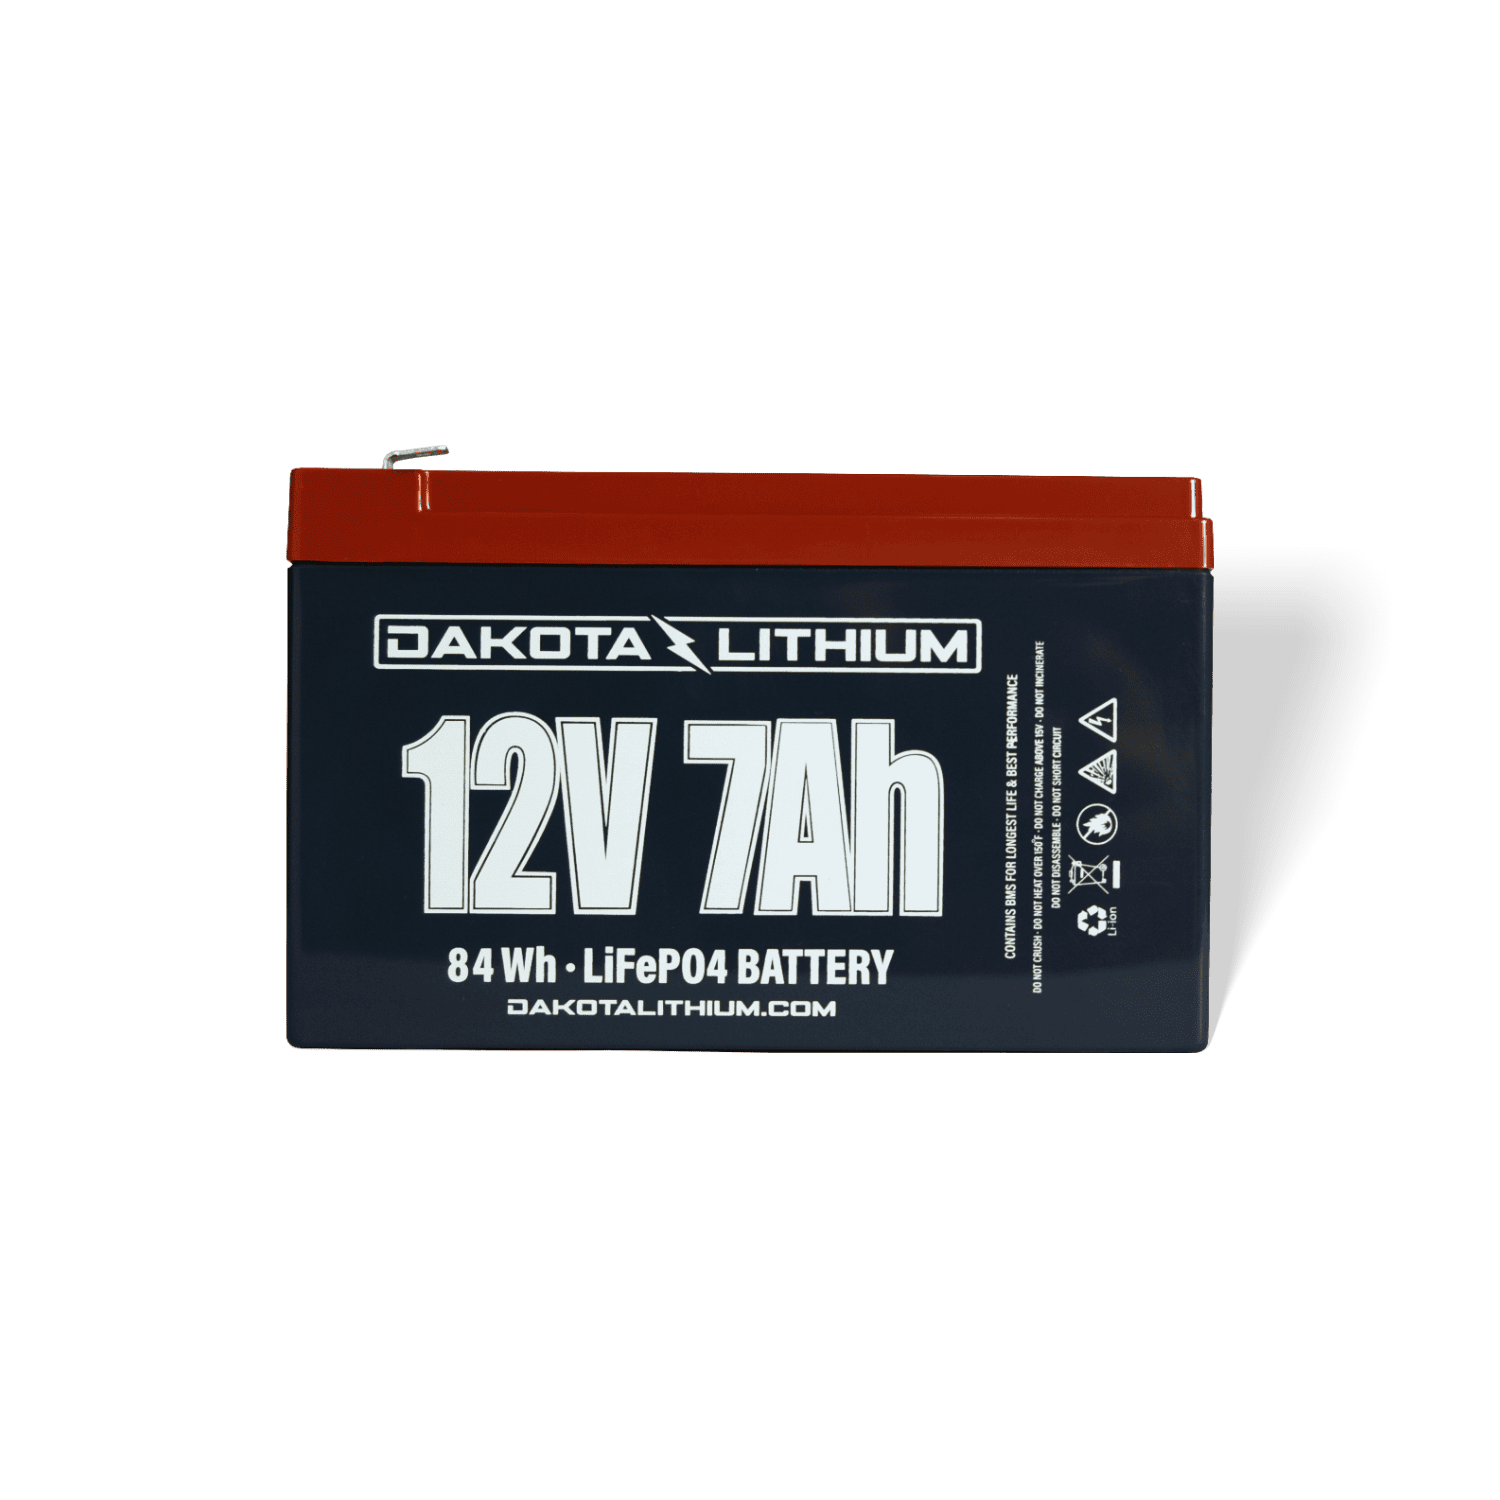 DAKOTA LITHIUM
12V 7Ah
84 Wh • LiFePO4 BATTERY
DAKOTALITHIUM.COM
CONTAINS BMS FOR LONGEST LIFE & BEST PERFORMANCE
DO NOT CRUSH · DO NOT HEAT OVER 150°F · DO NOT CHARGE ABOVE 15V · DO NOT INCINERATE
DO NOT DISASSEMBLE · DO NOT SHORT CIRCUIT
Li-ion